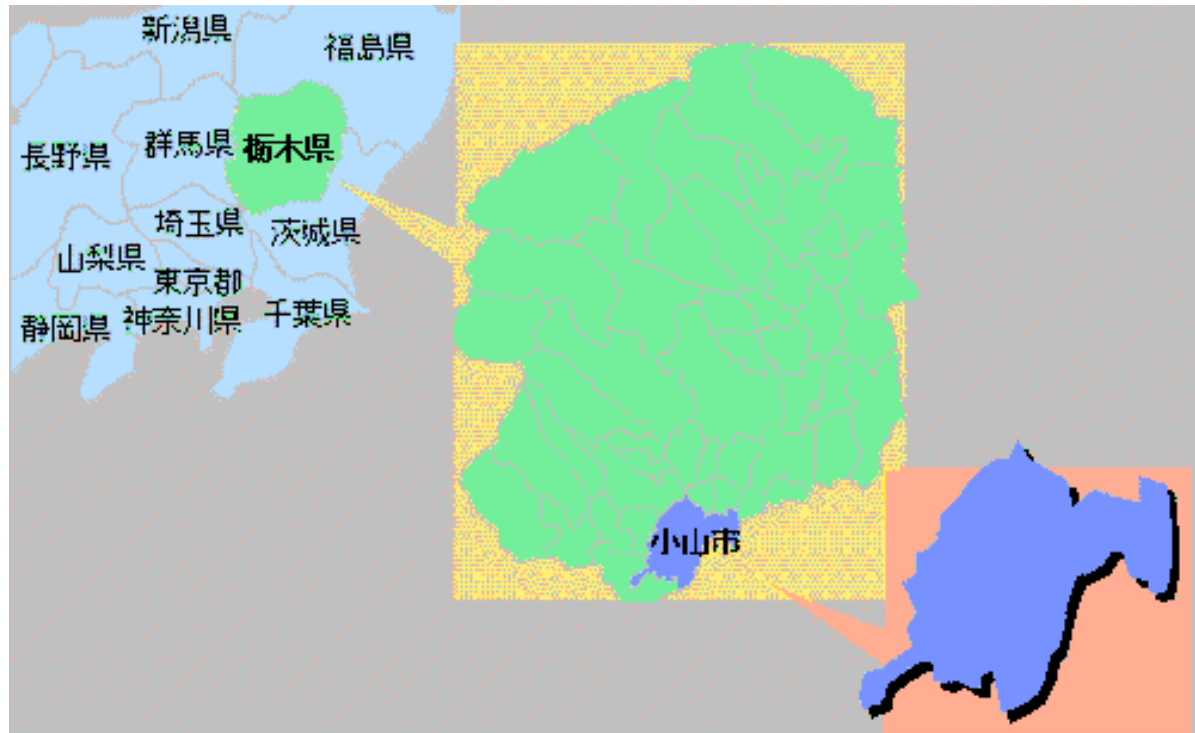 新潟県
福島県
長野県
群馬県
栃木県
埼玉県
茨城県
山梨県
東京都
静岡県
神奈川県
千葉県
小山市